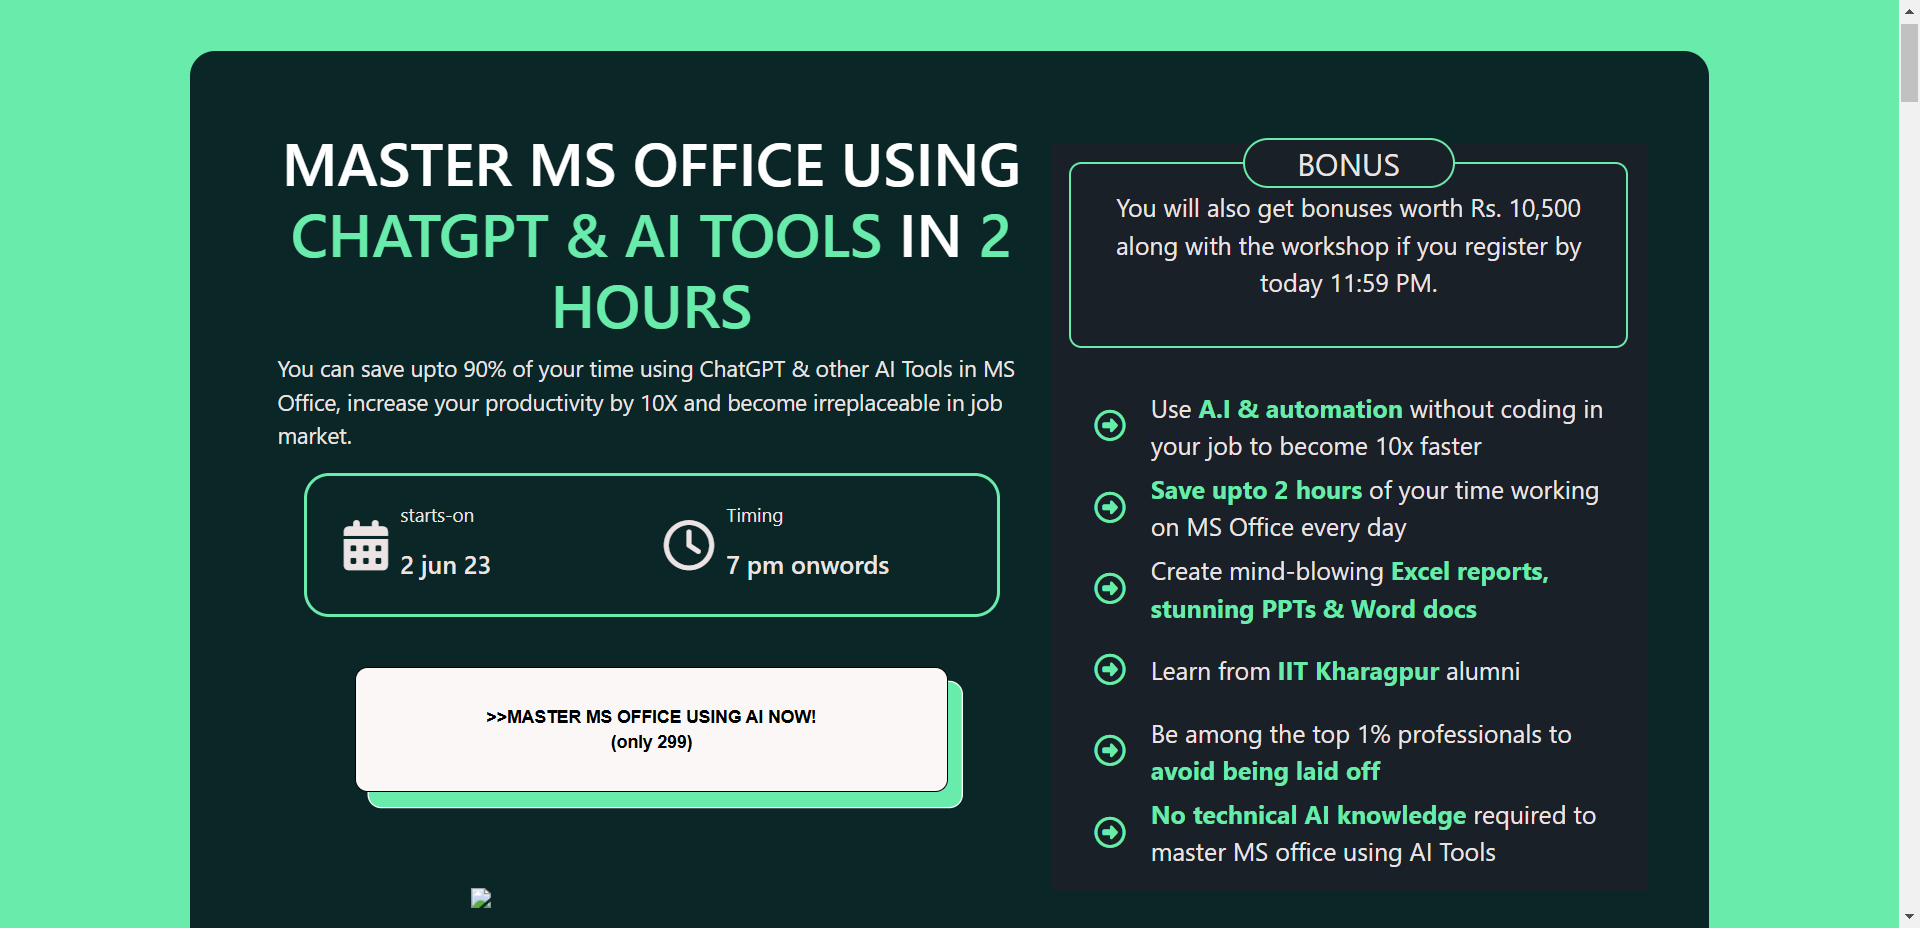 MASTER MS OFFICE USING
CHATGPT & AI TOOLS IN 2
HOURS
You can save upto 90% of your time using ChatGPT & other AI Tools in MS
Office, increase your productivity by 10X and become irreplaceable in job
market.
starts-on
2 jun 23
Timing
7 pm onwords
>>MASTER MS OFFICE USING AI NOW!
(only 299)
BONUS
You will also get bonuses worth Rs. 10,500
along with the workshop if you register by
today 11:59 PM.
Use A.I & automation without coding in
your job to become 10x faster
Save upto 2 hours of your time working
on MS Office every day
Create mind-blowing Excel reports,
stunning PPTs & Word docs
Learn from IIT Kharagpur alumni
Be among the top 1% professionals to
avoid being laid off
No technical AI knowledge required to
master MS office using AI Tools